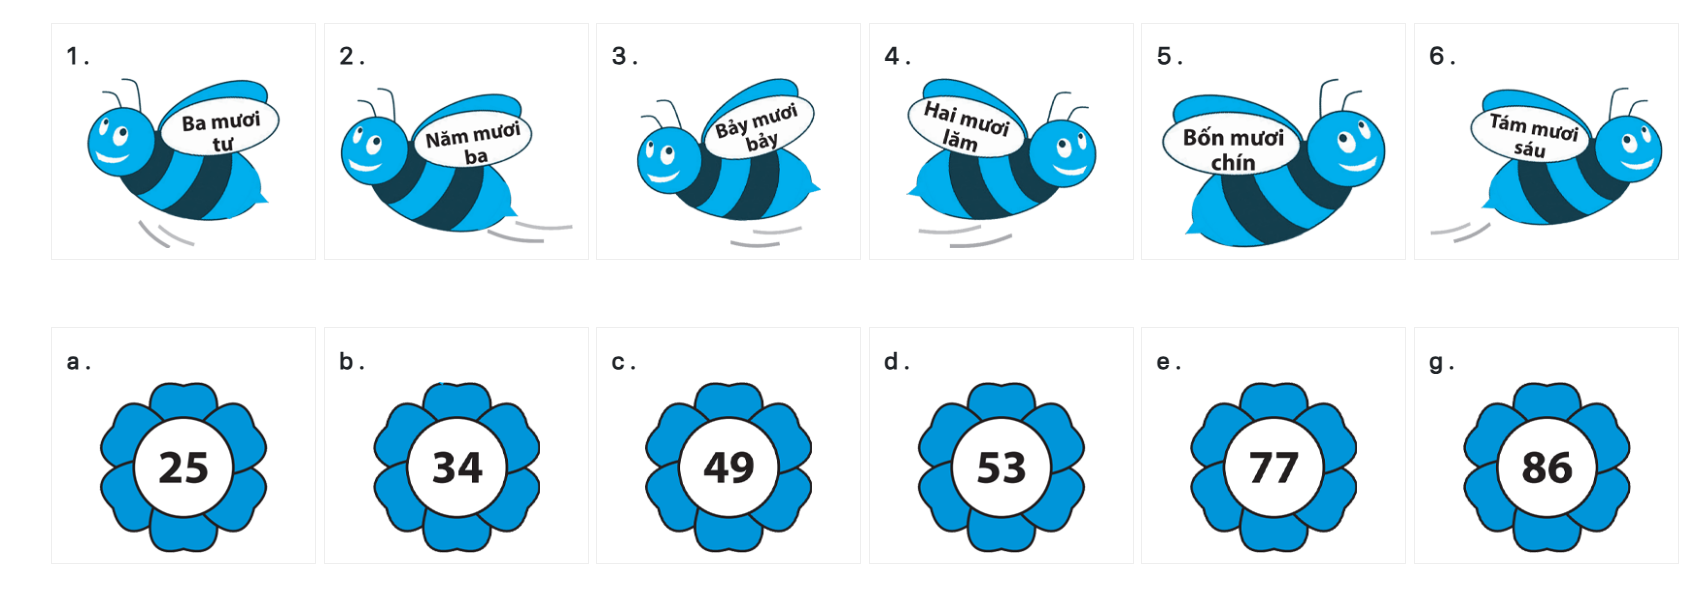 1.
Ba mươi
tư
2.
Năm mươi
ba
3.
Bảy mươi
bảy
4.
Hai mươi
lăm
5.
Bốn mươi
chín
6.
Tám mươi
sáu
a.
25
b.
34
c.
49
d.
53
e.
77
g.
86